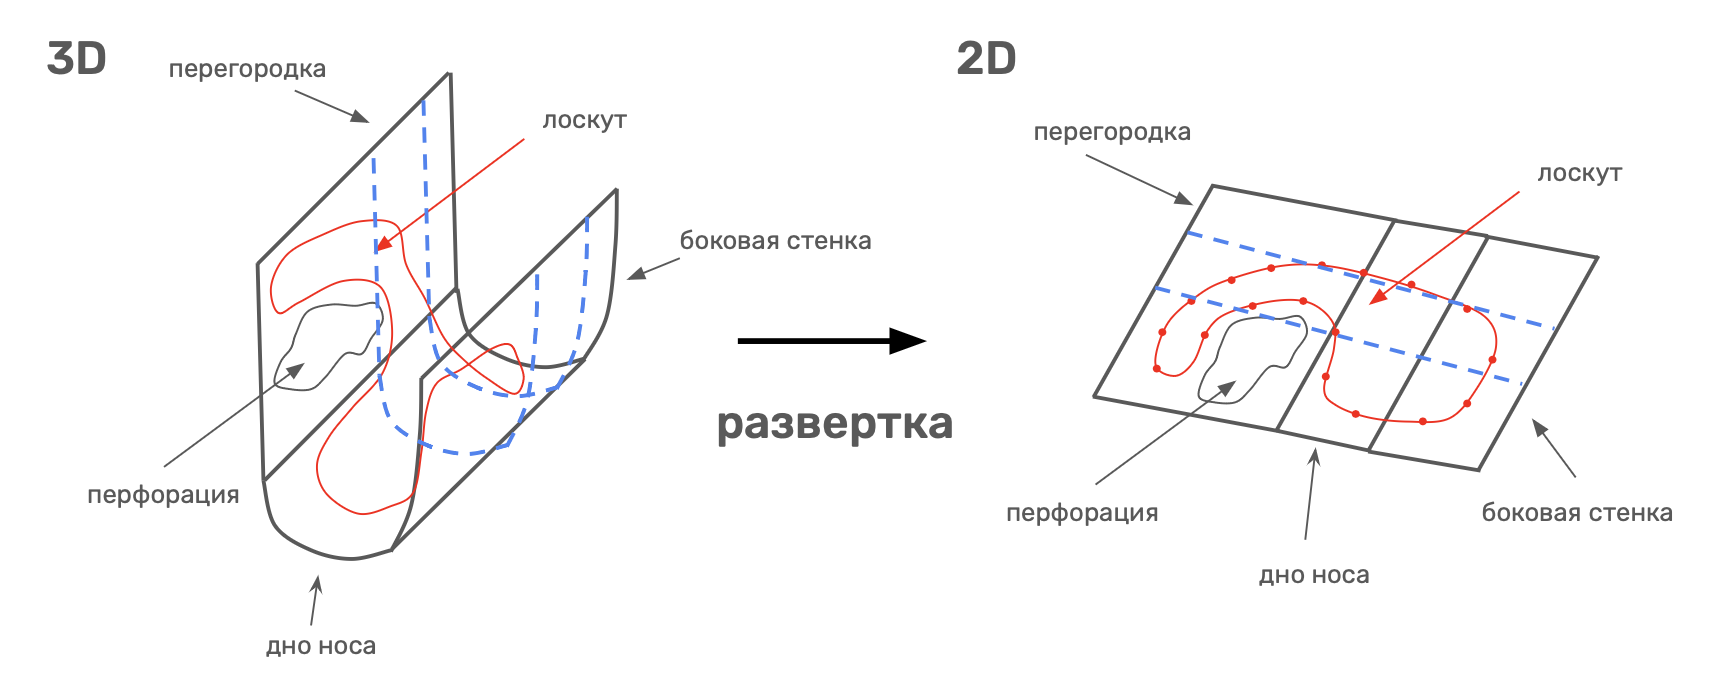 3D
перегородка
лоскут
боковая стенка
перфорация
дно носа
развертка
2D
перегородка
лоскут
перфорация
боковая стенка
дно носа